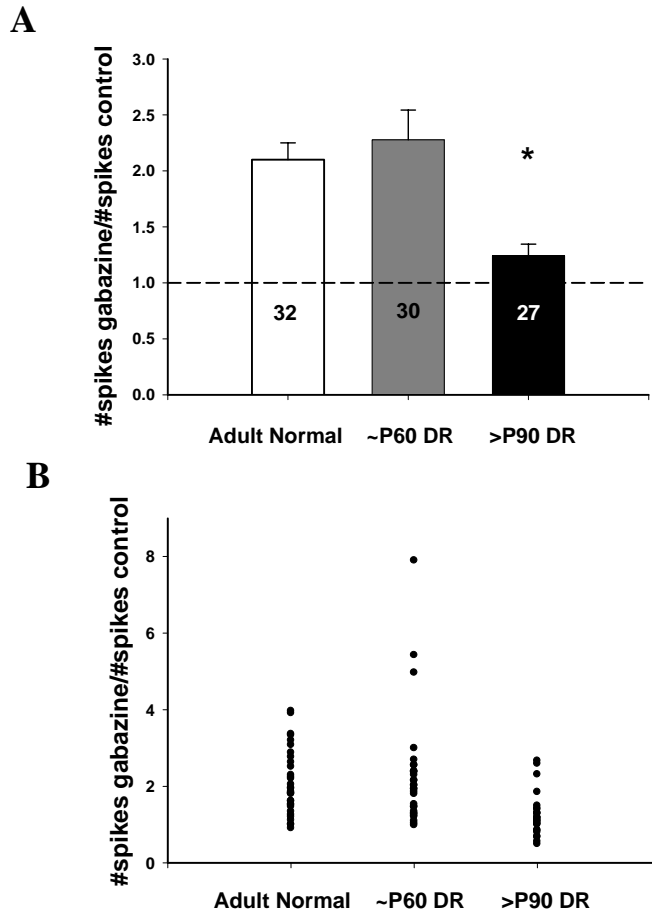 A
#spikes gabazine/#spikes control
3.0
2.5
2.0
1.5
1.0
0.5
0.0
*
32
30
27
Adult Normal ~P60 DR >P90 DR
B
#spikes gabazine/#spikes control
8
6
4
2
0
Adult Normal ~P60 DR >P90 DR